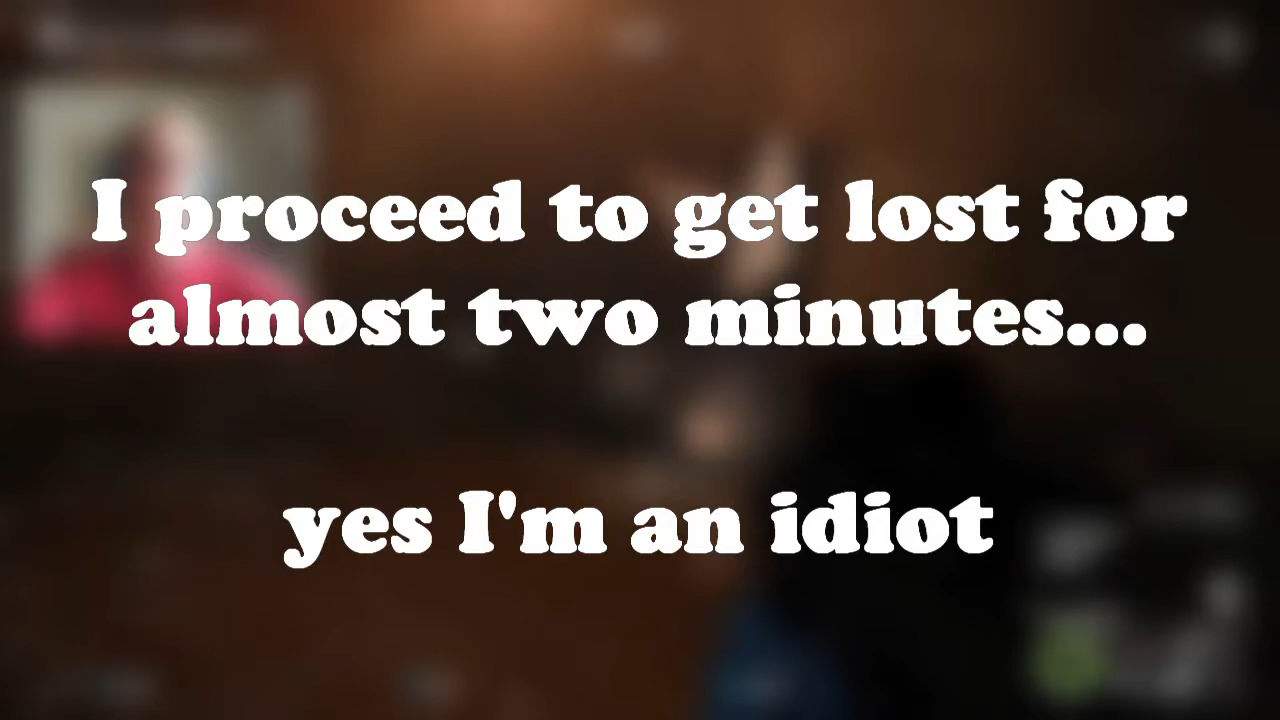 I proceed to get lost for
almost two minutes...
yes I'm an idiot